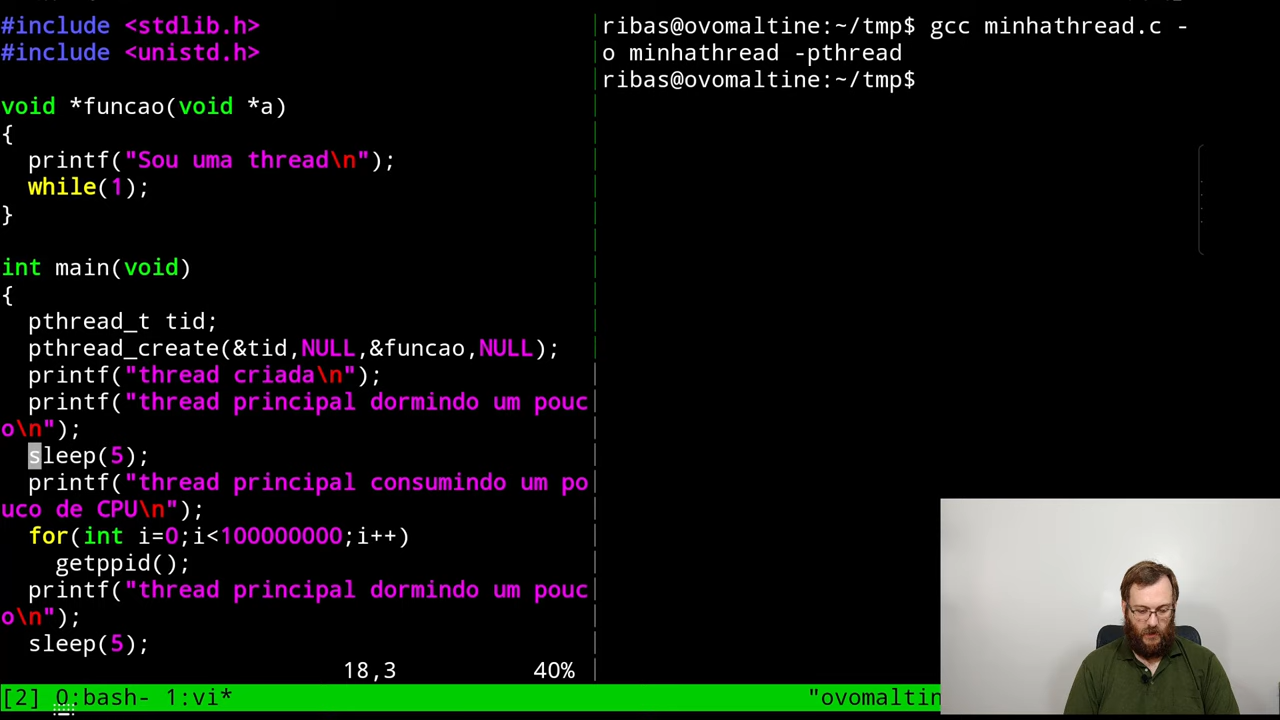 #include <stdlib.h>
#include <unistd.h>
void *funcao(void *a)
{
printf("Sou uma thread\n");
while(1);
}
int main(void)
{
pthread_t tid;
pthread_create(&tid,NULL,&funcao,NULL);
printf("thread criada\n");
printf("thread principal dormindo um pouc
o\n");
sleep(5);
printf("thread principal consumindo um po
uco de CPU\n");
for(int i=0;i<100000000;i++)
getppid();
printf("thread principal dormindo um pouc
o\n");
sleep(5);
18,3 40%
ribas@ovomaltine:~/tmp$ gcc minhathread.c -
o minhathread -pthread
ribas@ovomaltine:~/tmp$
[2] 0:bash- 1:vi* "ovomaltin